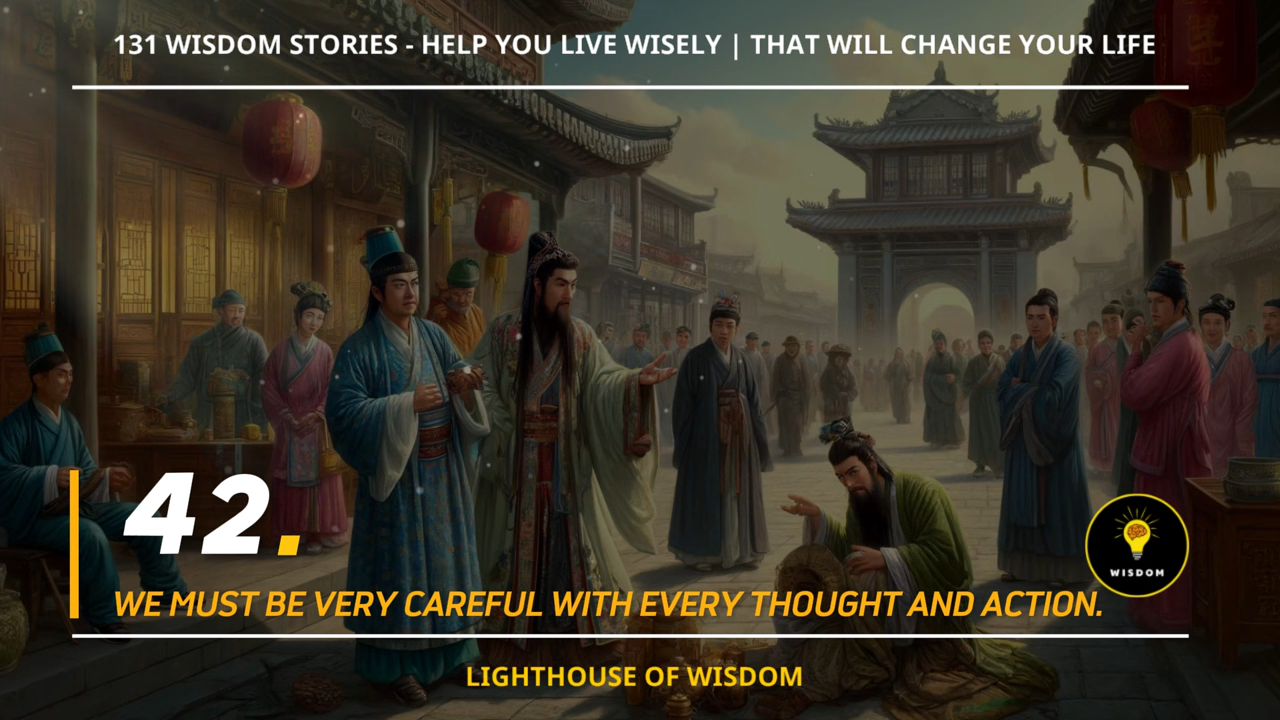 131 WISDOM STORIES - HELP YOU LIVE WISELY | THAT WILL CHANGE YOUR LIFE
42.
WE MUST BE VERY CAREFUL WITH EVERY THOUGHT AND ACTION.
WISDOM
LIGHTHOUSE OF WISDOM